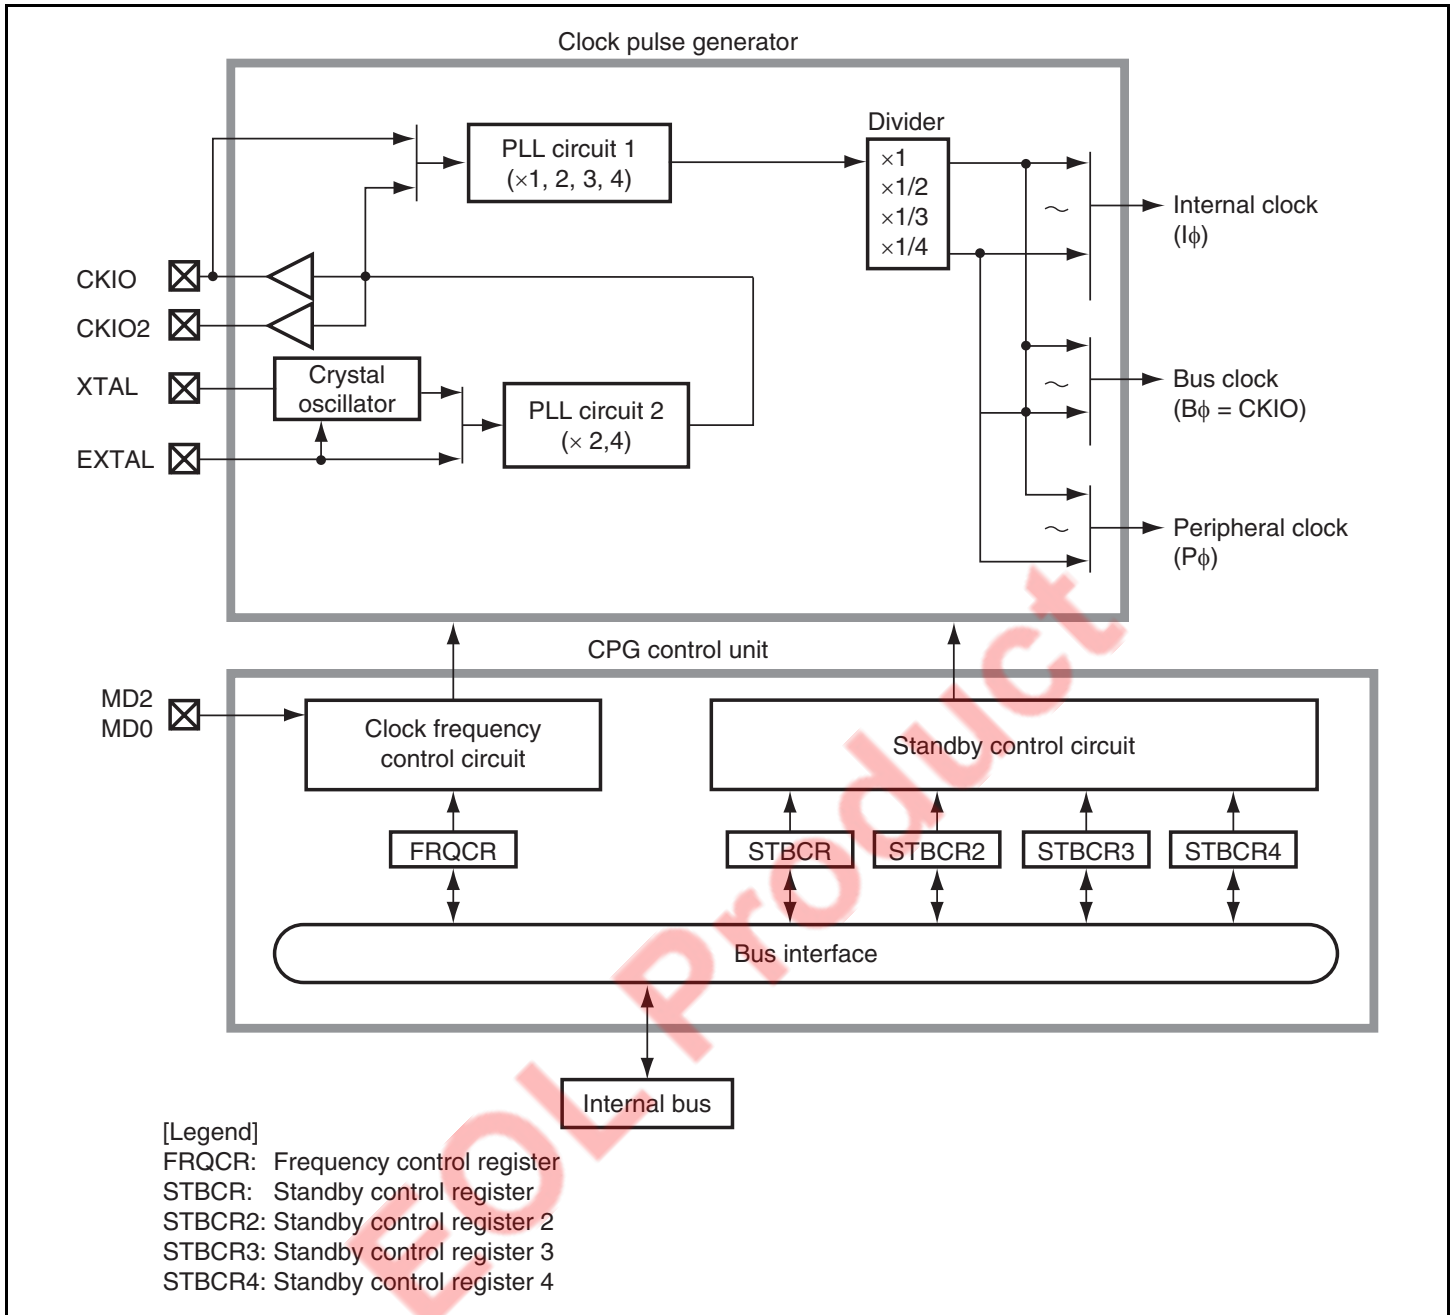 Clock pulse generator
Divider
PLL circuit 1
(×1, 2, 3, 4)
×1
×1/2
×1/3
×1/4
Internal clock
(Iϕ)
CKIO
CKIO2
XTAL
Crystal
oscillator
EXTAL
PLL circuit 2
(× 2,4)
Bus clock
(Bϕ = CKIO)
Peripheral clock
(Pϕ)
CPG control unit
MD2
MD0
Clock frequency
control circuit
Standby control circuit
FRQCR
STBCR
STBCR2
STBCR3
STBCR4
Bus interface
Internal bus
[Legend]
FRQCR: Frequency control register
STBCR: Standby control register
STBCR2: Standby control register 2
STBCR3: Standby control register 3
STBCR4: Standby control register 4
EOL Product